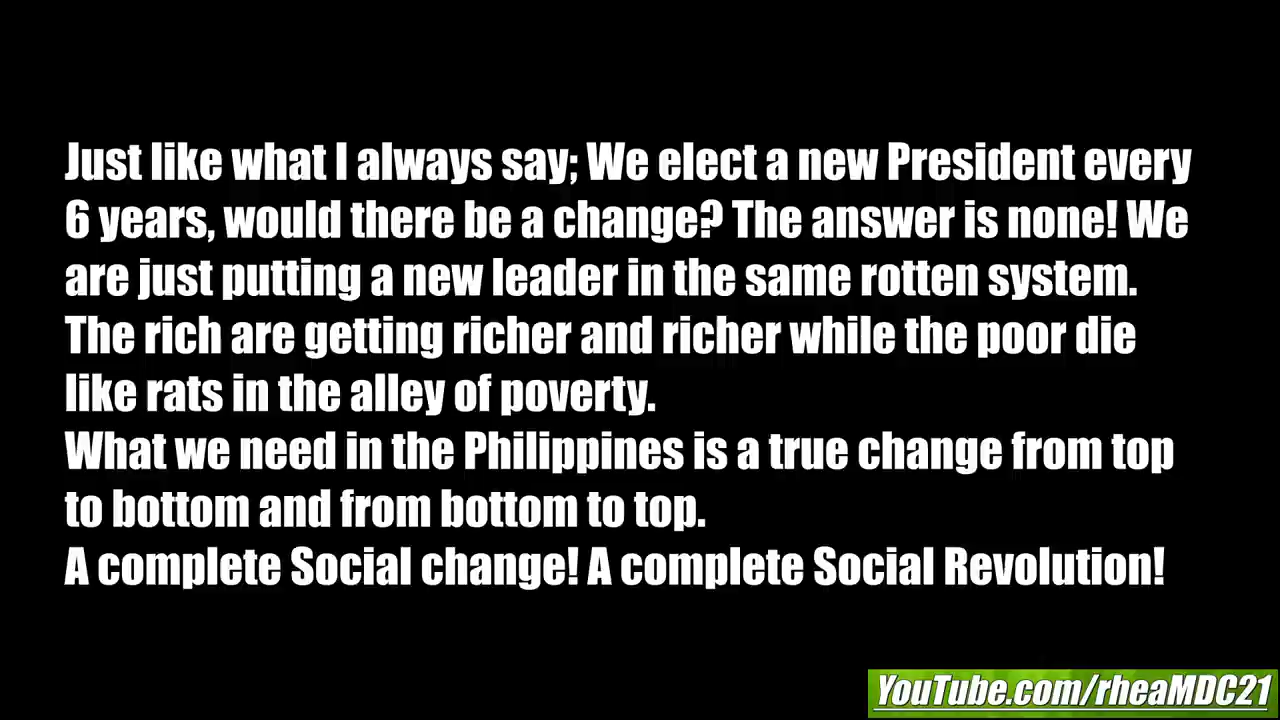 Just like what I always say; We elect a new President every
6 years, would there be a change? The answer is none! We
are just putting a new leader in the same rotten system.
The rich are getting richer and richer while the poor die
like rats in the alley of poverty.
What we need in the Philippines is a true change from top
to bottom and from bottom to top.
A complete Social change! A complete Social Revolution!
YouTube.com/rheaMDC21